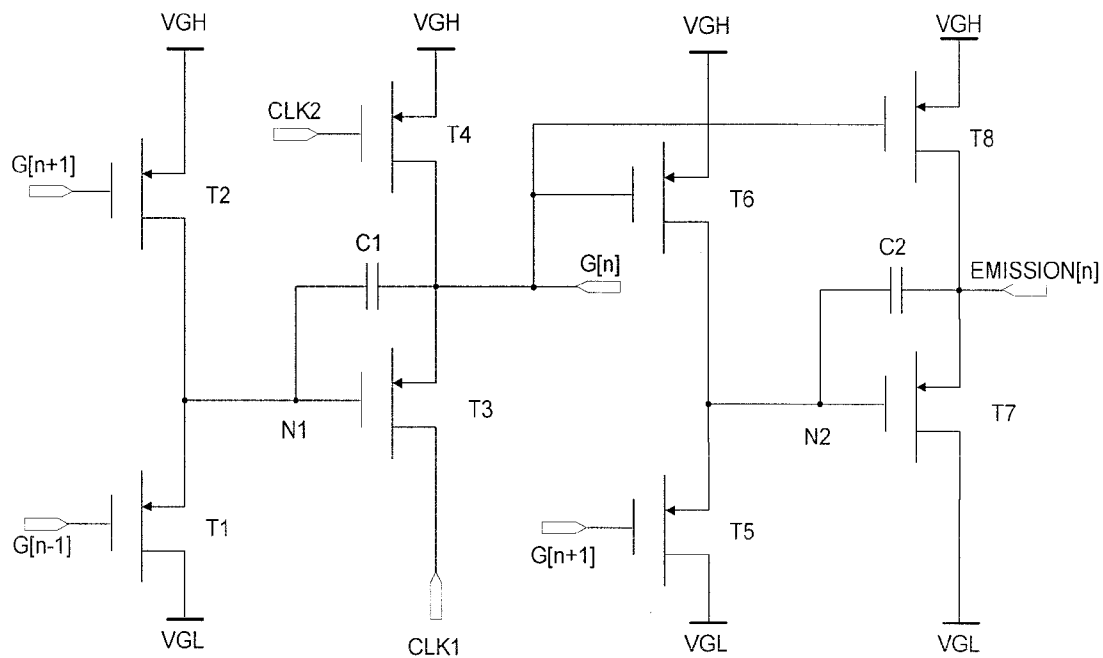 VGH
VGH
VGH
VGH
CLK2
T4
T8
G[n+1]
T2
T6
C1
G[n]
C2
EMISSION[n]
T3
T7
N1
N2
T1
T5
G[n-1]
G[n+1]
VGL
CLK1
VGL
VGL